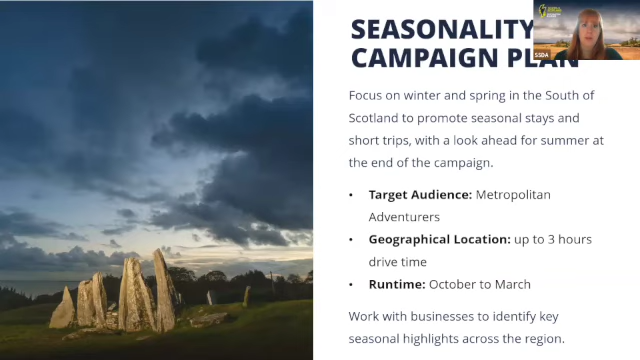 SEASONALITY
CAMPAIGN PLAN
Focus on winter and spring in the South of
Scotland to promote seasonal stays and
short trips, with a look ahead for summer at
the end of the campaign.
• Target Audience: Metropolitan
Adventurers
• Geographical Location: up to 3 hours
drive time
• Runtime: October to March
Work with businesses to identify key
seasonal highlights across the region.
SSDA